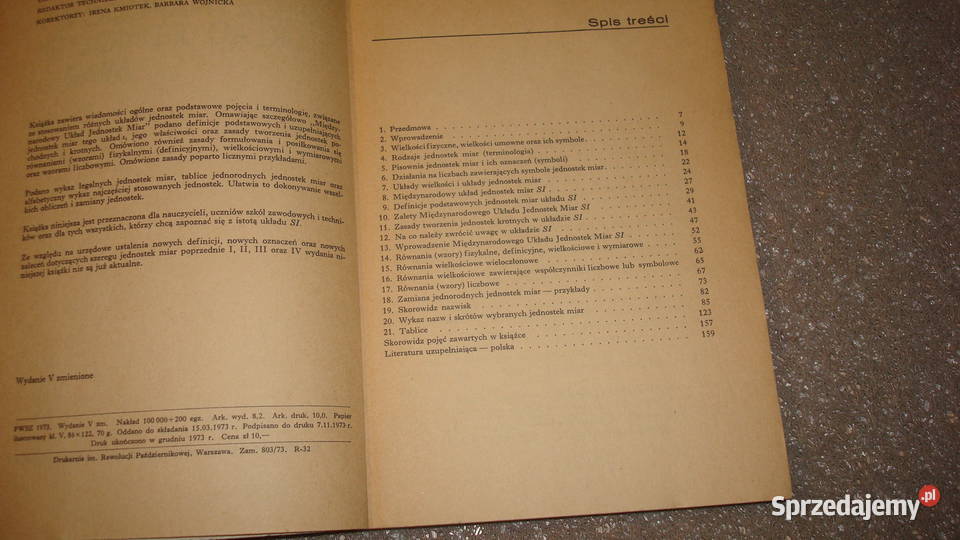 REDAKTOR TECHNIC
KOREKTORZY: IRENA KMIOTEK, BARBARA WÓJNICKA
Książka zawiera wiadomości ogólne oraz podstawowe pojęcia i terminologię, związane
ze stosowaniem różnych układów jednostek miar. Omawiając szczegółowo „Między-
narodowy Układ Jednostek Miar” podano definicje podstawowych i uzupełniających
jednostek miar tego układu, jego właściwości oraz zasady tworzenia jednostek po-
chodnych i krotnych. Omówiono również zasady formułowania i posiłkowania się
równaniami (wzorami) fizykalnymi (definicyjnymi), wielkościowymi i wymiarowymi
oraz wzorami liczbowymi. Omówione zasady poparto licznymi przykładami.
Podano wykaz legalnych jednostek miar, tablice jednorodnych jednostek miar oraz
alfabetyczny wykaz najczęściej stosowanych jednostek. Ułatwia to dokonywanie wszel-
kich obliczeń i zamiany jednostek.
Książka niniejsza jest przeznaczona dla nauczycieli, uczniów szkół zawodowych i techni-
ków oraz dla tych wszystkich, którzy chcą zapoznać się z istotą układu SI.
Ze względu na urzędowe ustalenia nowych definicji, nowych oznaczeń oraz nowych
zaleceń dotyczących szeregu jednostek miar poprzednie I, II, III oraz IV wydania ni-
niejszej książki nie są już aktualne.
Wydanie V zmienione
PWSZ 1973. Wydanie V zm. Nakład 100 000+200 egz. Ark. wyd. 8,2. Ark. druk. 10,0. Papier
ilustrowany kl. V, 86×122, 70 g. Oddano do składania 15.03.1973 r. Podpisano do druku 7.11.1973 r.
Druk ukończono w grudniu 1973 r. Cena zł 10,—
Drukarnia im. Rewolucji Październikowej, Warszawa. Zam. 803/73. R-32
Spis treści
1. Przedmowa 7
2. Wprowadzenie 9
3. Wielkości fizyczne, wielkości umowne oraz ich symbole 12
4. Rodzaje jednostek miar (terminologia) 14
5. Pisownia jednostek miar i ich oznaczeń (symboli) 18
6. Działania na liczbach zawierających symbole jednostek miar 22
7. Układy wielkości i układy jednostek miar 24
8. Międzynarodowy układ jednostek miar SI 27
9. Definicje podstawowych jednostek miar układu SI 29
10. Zalety Międzynarodowego Układu Jednostek Miar SI 41
11. Zasady tworzenia jednostek krotnych w układzie SI 43
12. Na co należy zwrócić uwagę w układzie SI 47
13. Wprowadzenie Międzynarodowego Układu Jednostek Miar SI 52
14. Równania (wzory) fizykalne, definicyjne, wielkościowe i wymiarowe 55
15. Równania wielkościowe wieloczłonowe 62
16. Równania wielkościowe zawierające współczynniki liczbowe lub symbolowe 65
17. Równania (wzory) liczbowe 67
18. Zamiana jednorodnych jednostek miar — przykłady 73
19. Skorowidz nazwisk 82
20. Wykaz nazw i skrótów wybranych jednostek miar 85
21. Tablice 123
Skorowidz pojęć zawartych w książce 157
Literatura uzupełniająca — polska 159
Sprzedajemy.pl